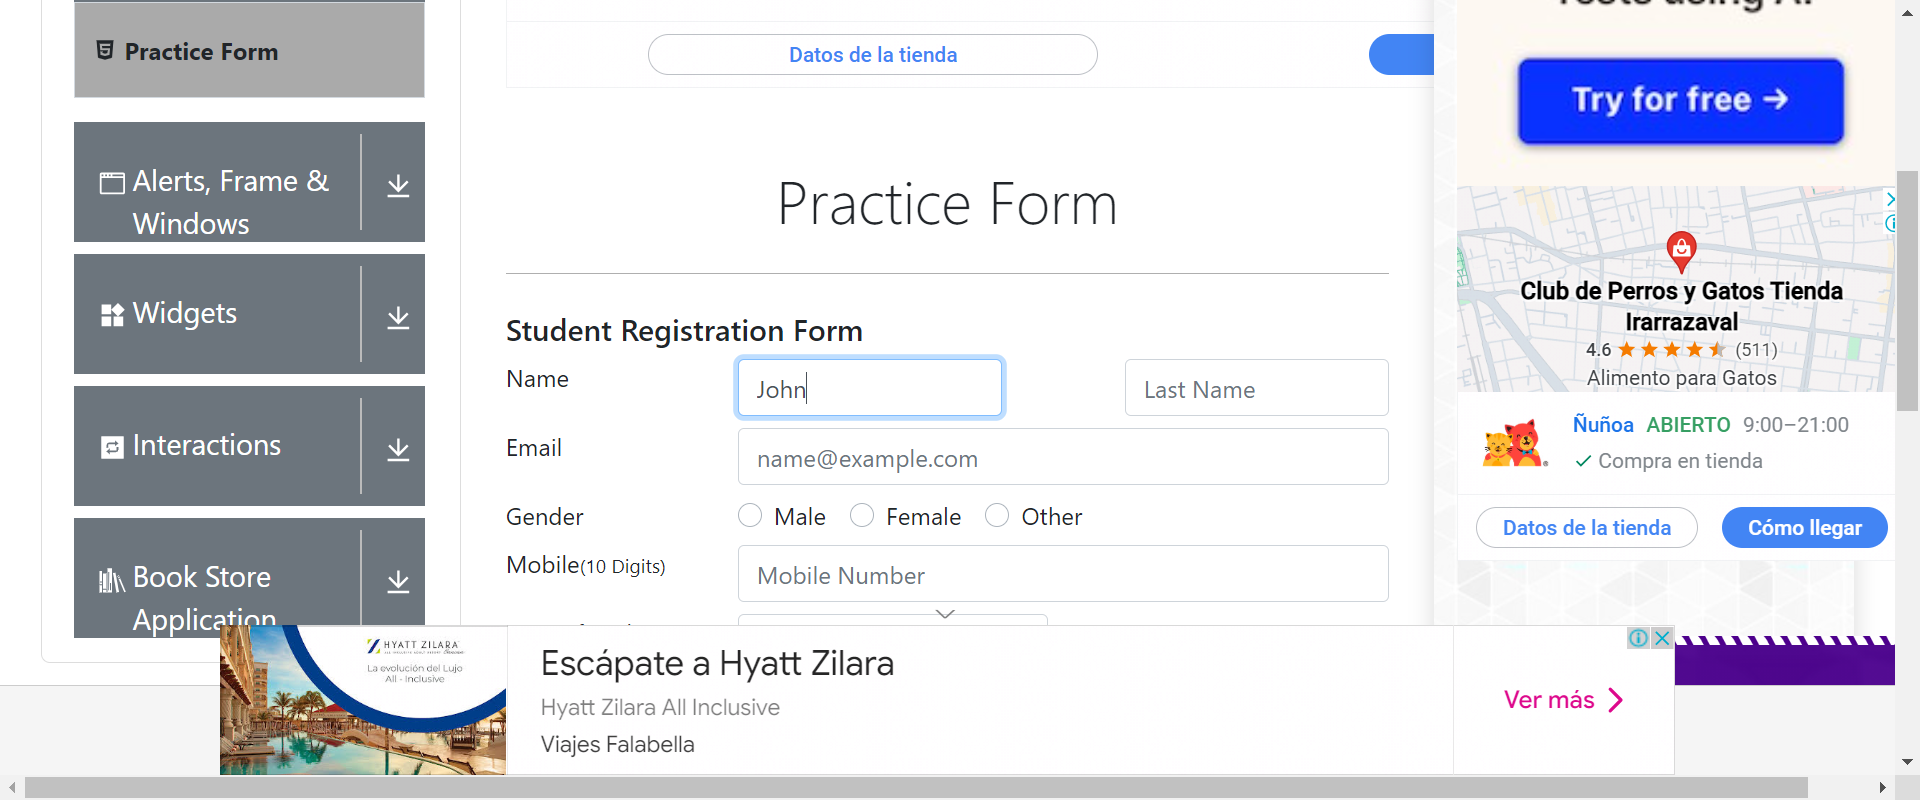 Practice Form
Alerts, Frame &
Windows
Widgets
Interactions
Book Store
Application
Datos de la tienda
Practice Form
Student Registration Form
Name
John
Last Name
Email
name@example.com
Gender
Male
Female
Other
Mobile(10 Digits)
Mobile Number
Try for free →
Club de Perros y Gatos Tienda
Irarrazaval
4.6 ★★★★★ (511)
Alimento para Gatos
Ñuñoa ABIERTO 9:00–21:00
✓ Compra en tienda
Datos de la tienda
Cómo llegar
HYATT ZILARA
La evolución del Lujo
All - Inclusive
Escápate a Hyatt Zilara
Hyatt Zilara All Inclusive
Viajes Falabella
Ver más